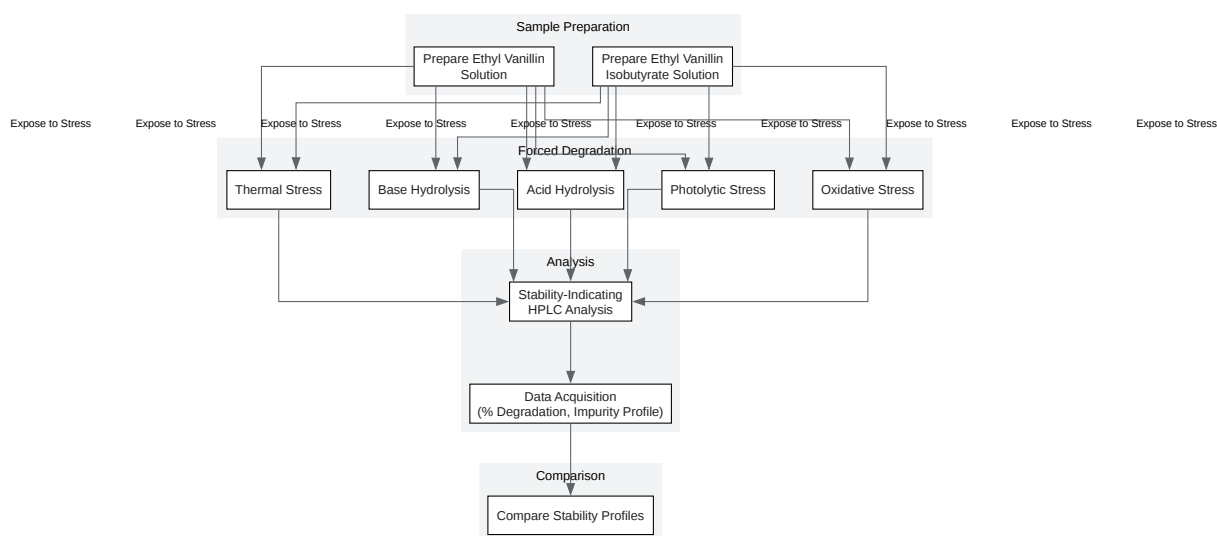 Sample Preparation
Prepare Ethyl Vanillin
Solution
Prepare Ethyl Vanillin
Isobutyrate Solution
Expose to Stress
Expose to Stress
Expose to Stress
Expose to Stress
Expose to Stress
Expose to Stress
Expose to Stress
Expose to Stress
Expose to Stress
Expose to Stress
Forced Degradation
Thermal Stress
Base Hydrolysis
Acid Hydrolysis
Photolytic Stress
Oxidative Stress
Analysis
Stability-Indicating
HPLC Analysis
Data Acquisition
(% Degradation, Impurity Profile)
Comparison
Compare Stability Profiles